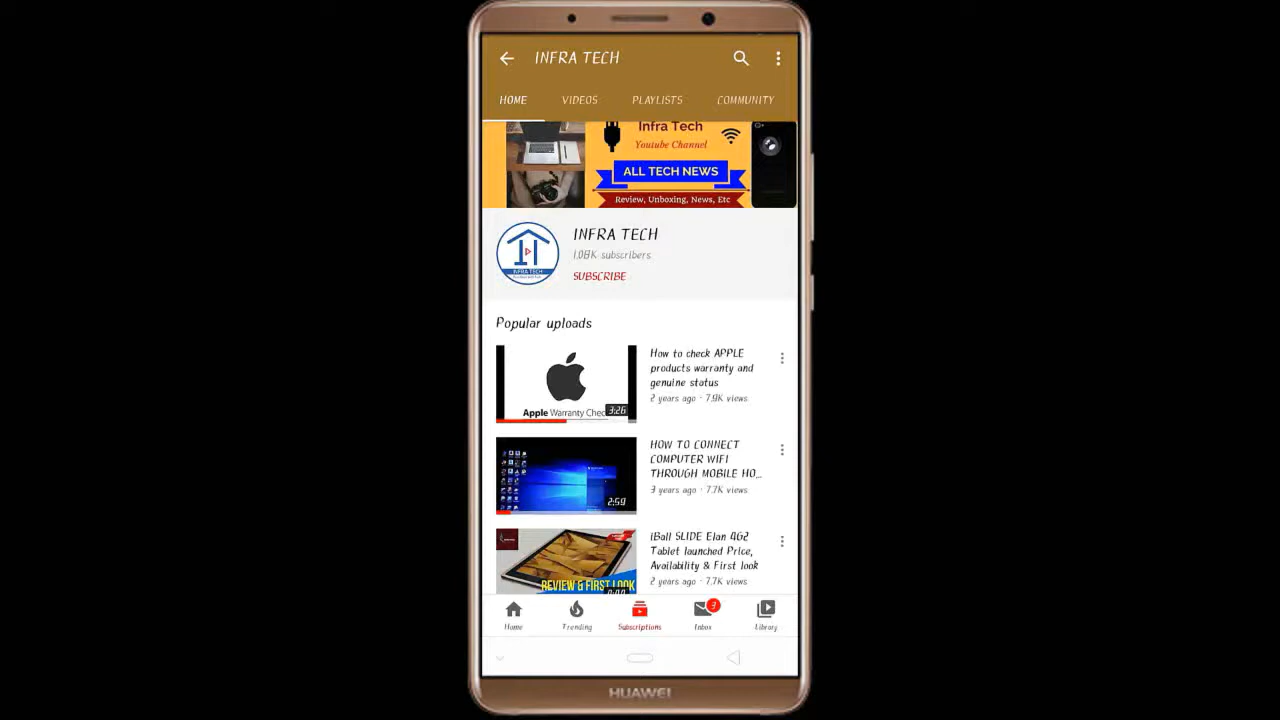 INFRA TECH
HOME VIDEOS PLAYLISTS COMMUNITY
Infra Tech
Youtube Channel
ALL TECH NEWS
Review, Unboxing, News, Etc
INFRA TECH
INFRA TECH
1.08K subscribers
SUBSCRIBE
Popular uploads
Apple Warranty Chec
3:26
How to check APPLE
products warranty and
genuine status
2 years ago · 7.9K views
2:59
HOW TO CONNECT
COMPUTER WIFI
THROUGH MOBILE HO...
3 years ago · 7.7K views
REVIEW & FIRST LOOK
iBall SLIDE Elan 4G2
Tablet launched Price,
Availability & First look
2 years ago · 7.7K views
3
Home Trending Subscriptions Inbox Library
HUAWEI